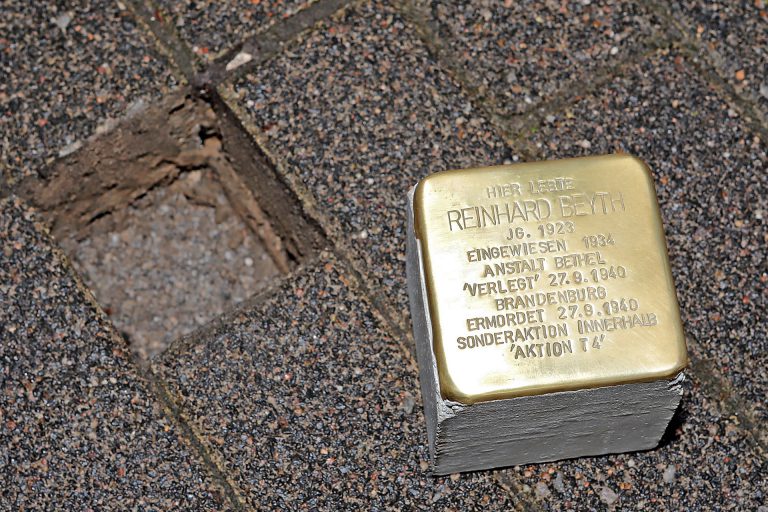 HIER LEBTE
REINHARD BEYTH
JG. 1923
EINGEWIESEN 1934
ANSTALT BETHEL
'VERLEGT' 27.9.1940
BRANDENBURG
ERMORDET 27.9.1940
SONDERAKTION INNERHALB
'AKTION T4'